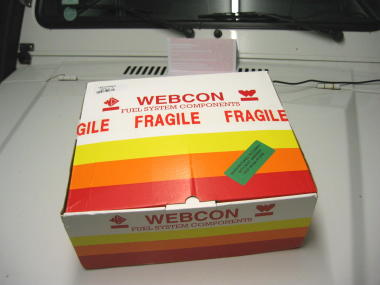 WEBCON
FUEL SYSTEM COMPONENTS
GILE FRAGILE FRAGILE
WEBCON
FUEL SYSTEM COMPONENTS